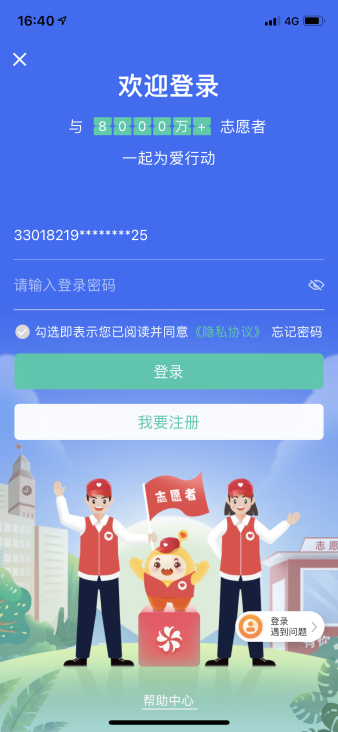 16:40
4G
欢迎登录
与 8000万+ 志愿者
一起为爱行动
33018219********25
请输入登录密码
勾选即表示您已阅读并同意《隐私协议》 忘记密码
登录
我要注册
志愿者
志愿
登录
遇到问题
有你
帮助中心